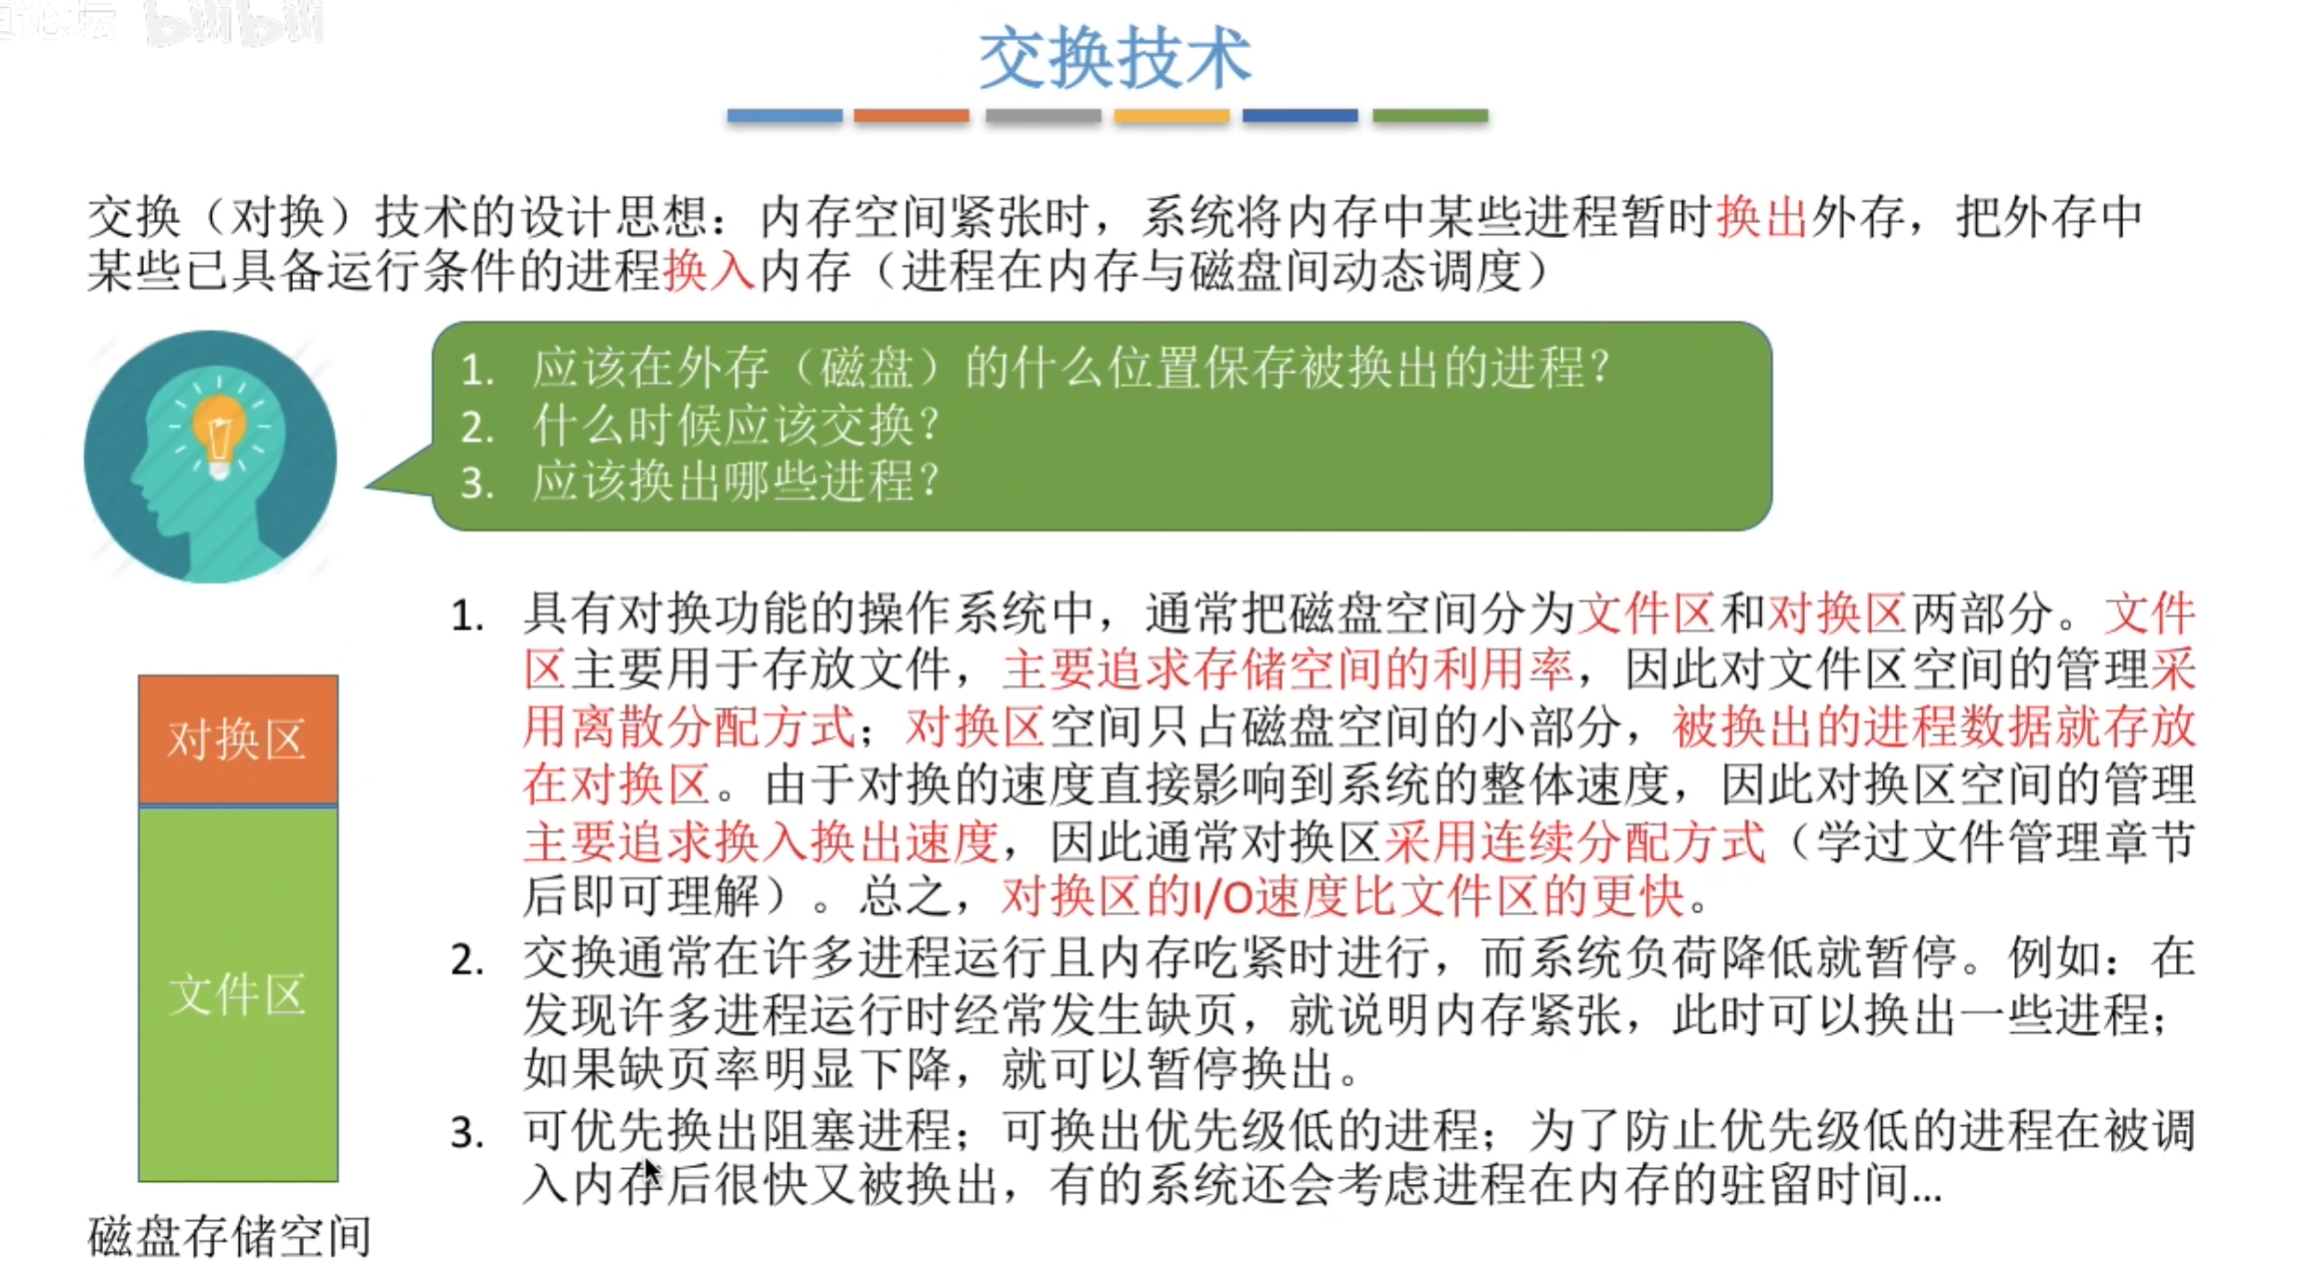 论坛 bilibili
交换技术
交换（对换）技术的设计思想：内存空间紧张时，系统将内存中某些进程暂时换出外存，把外存中
某些已具备运行条件的进程换入内存（进程在内存与磁盘间动态调度）
1. 应该在外存（磁盘）的什么位置保存被换出的进程？
2. 什么时候应该交换？
3. 应该换出哪些进程？
1. 具有对换功能的操作系统中，通常把磁盘空间分为文件区和对换区两部分。文件
区主要用于存放文件，主要追求存储空间的利用率，因此对文件区空间的管理采
用离散分配方式；对换区空间只占磁盘空间的小部分，被换出的进程数据就存放
在对换区。由于对换的速度直接影响到系统的整体速度，因此对换区空间的管理
主要追求换入换出速度，因此通常对换区采用连续分配方式（学过文件管理章节
后即可理解）。总之，对换区的I/O速度比文件区的更快。
2. 交换通常在许多进程运行且内存吃紧时进行，而系统负荷降低就暂停。例如：在
发现许多进程运行时经常发生缺页，就说明内存紧张，此时可以换出一些进程；
如果缺页率明显下降，就可以暂停换出。
3. 可优先换出阻塞进程；可换出优先级低的进程；为了防止优先级低的进程在被调
入内存后很快又被换出，有的系统还会考虑进程在内存的驻留时间…
对换区
文件区
磁盘存储空间